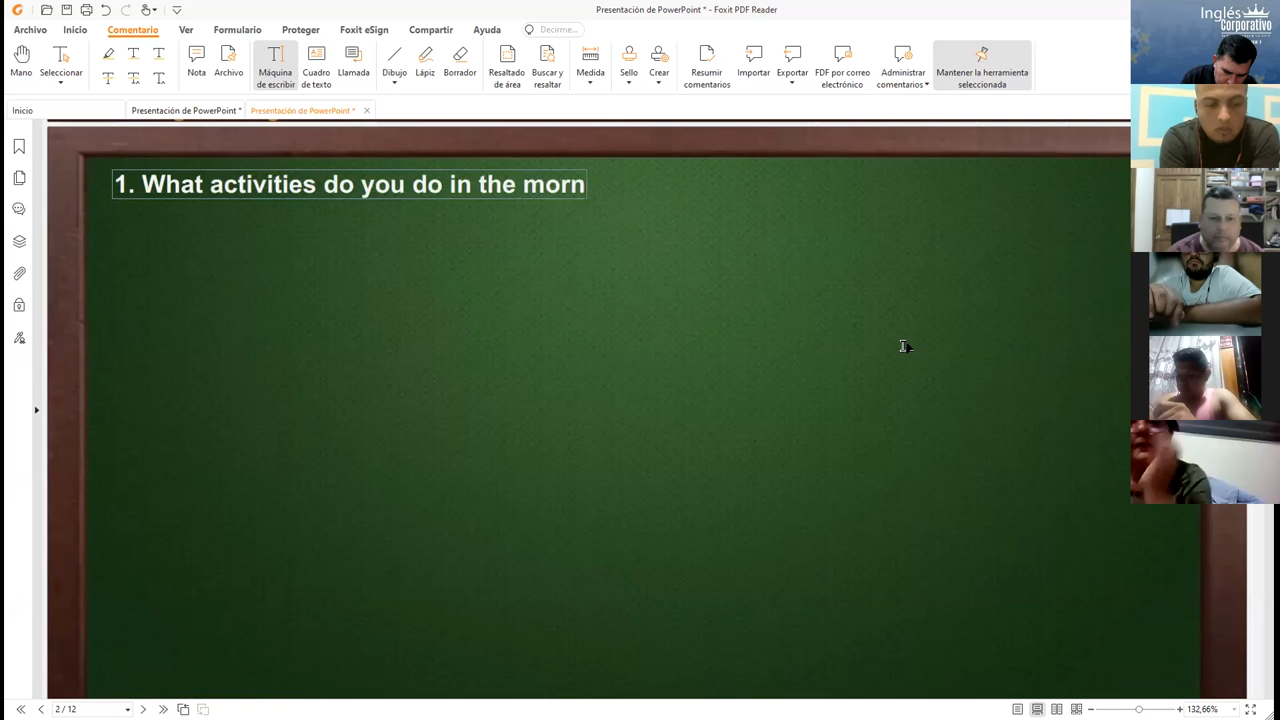 Presentación de PowerPoint * - Foxit PDF Reader
Archivo Inicio Comentario Ver Formulario Proteger Foxit eSign Compartir Ayuda Decirme...
Mano Seleccionar Nota Archivo Máquina de escribir Cuadro de texto Llamada Dibujo Lápiz Borrador Resaltado de área Buscar y resaltar Medida Sello Crear Resumir comentarios Importar Exportar FDF por correo electrónico Administrar comentarios Mantener la herramienta seleccionada
Inicio Presentación de PowerPoint * Presentación de PowerPoint *
1. What activities do you do in the morn
Inglés
Corporativo
2 / 12 132,66%